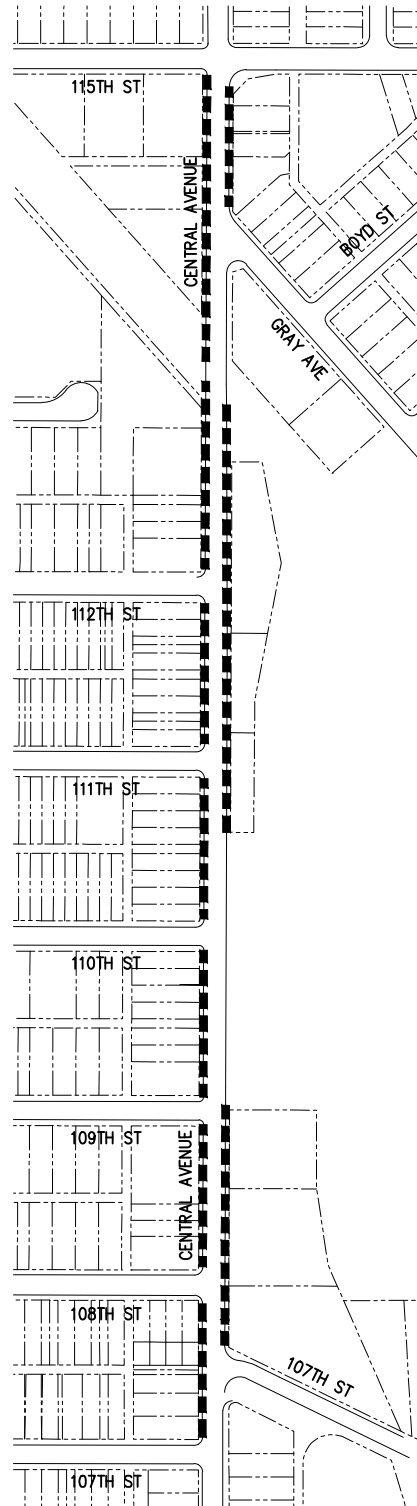 115TH ST
CENTRAL AVENUE
BOYD ST
GRAY AVE
112TH ST
111TH ST
110TH ST
109TH ST
CENTRAL AVENUE
108TH ST
107TH ST
107TH ST